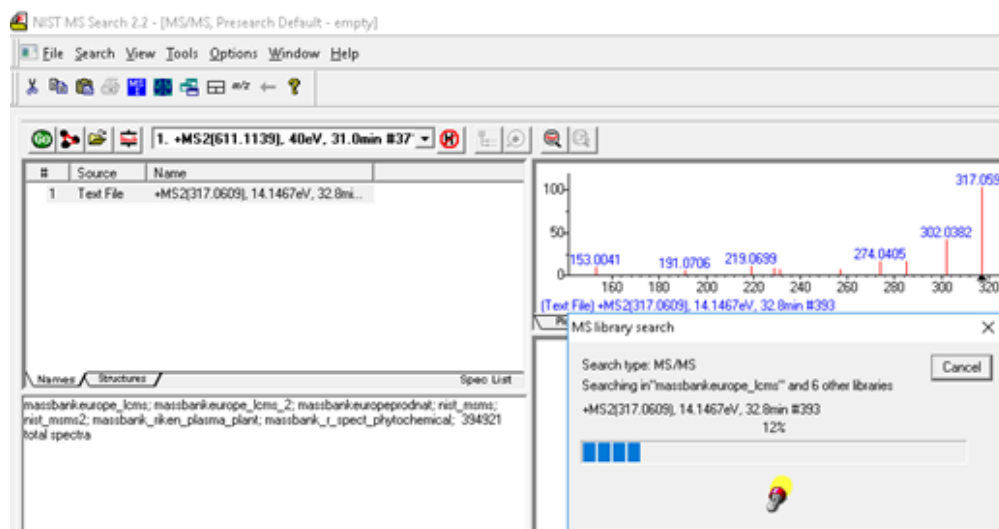 NIST MS Search 2.2 - [MS/MS, Presearch Default - empty]
File Search View Tools Options Window Help
m/z
GO 1. +MS2(611.1139), 40eV, 31.0min #37
# Source Name
1 Text File +MS2(317.0609), 14.1467eV, 32.8mi...
100
50
0
317.059
302.0382
274.0405
219.0699
191.0706
153.0041
160 180 200 220 240 260 280 300 320
(Text File) +MS2(317.0609), 14.1467eV, 32.8min #393
Names Structures Spec List
massbankeurope_lcms; massbankeurope_lcms_2; massbankeuropeprodnat; nist_msms;
nist_msms2; massbank_riken_plasma_plant; massbank_r_spect_phytochemical; 394921
total spectra
MS library search
Search type: MS/MS
Cancel
Searching in"massbankeurope_lcms" and 6 other libraries
+MS2(317.0609), 14.1467eV, 32.8min #393
12%